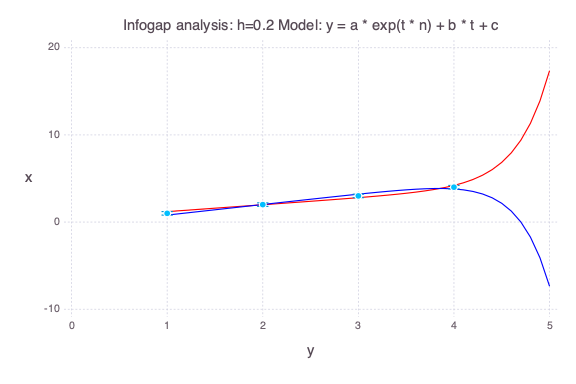 Infogap analysis: h=0.2 Model: y = a * exp(t * n) + b * t + c
20
10
x
0
-10
0 1 2 3 4 5
y